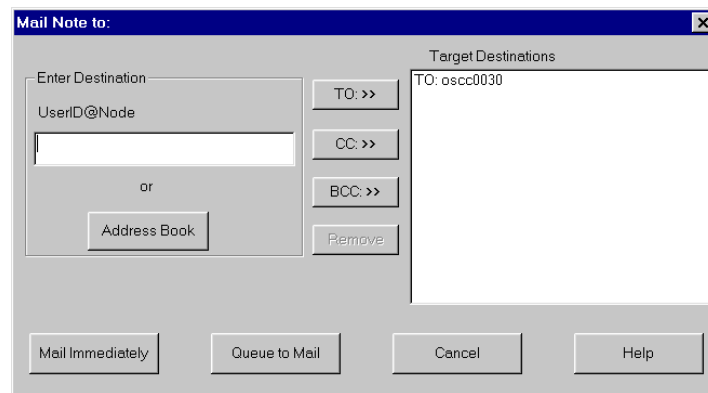 Mail Note to:
Target Destinations
Enter Destination
UserID@Node
or
Address Book
TO: >>
CC: >>
BCC: >>
Remove
TO: oscc0030
Mail Immediately
Queue to Mail
Cancel
Help